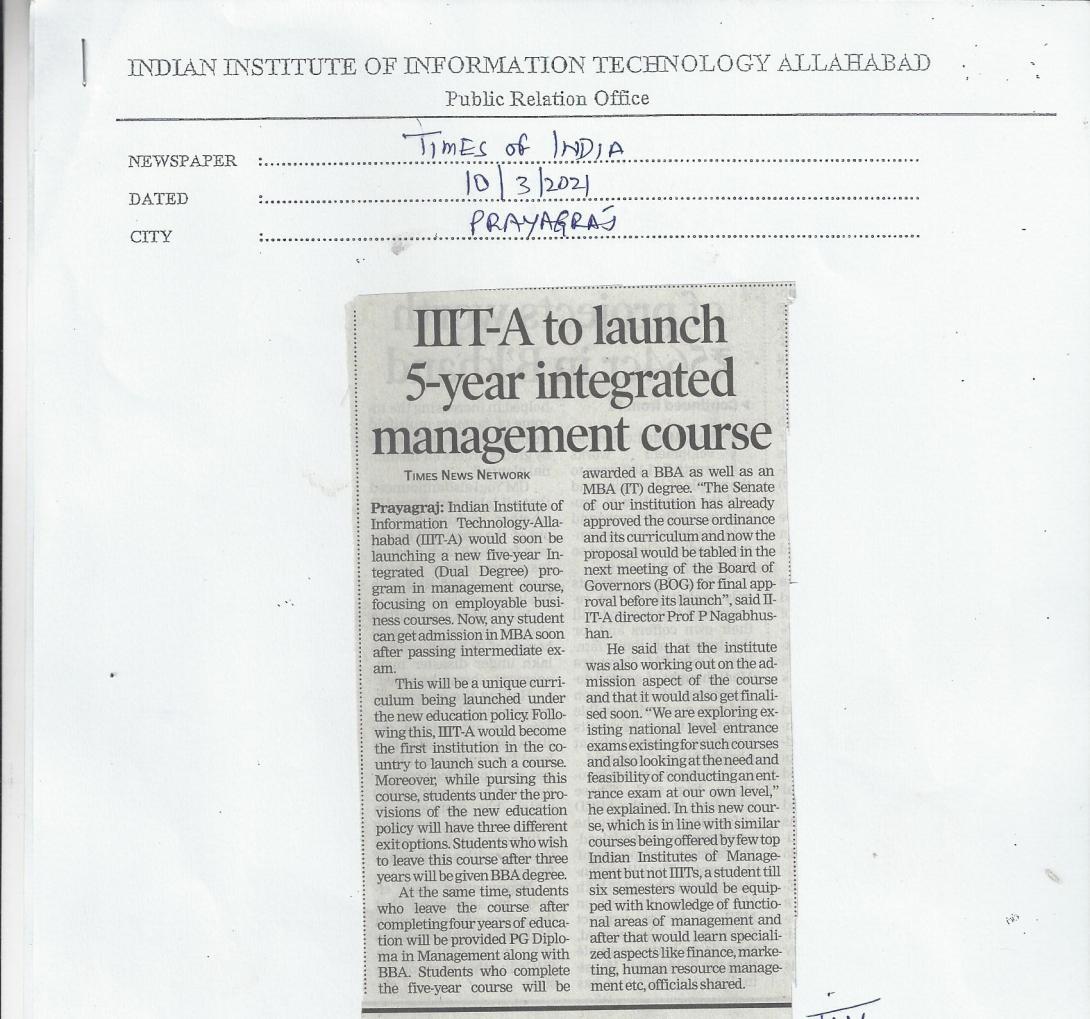 INDIAN INSTITUTE OF INFORMATION TECHNOLOGY ALLAHABAD
Public Relation Office
NEWSPAPER : TIMES of INDIA
DATED : 10/3/2021
CITY : PRAYAGRAJ
IIIT-A to launch
5-year integrated
management course
TIMES NEWS NETWORK
Prayagraj: Indian Institute of
Information Technology-Alla-
habad (IIIT-A) would soon be
launching a new five-year In-
tegrated (Dual Degree) pro-
gram in management course,
focusing on employable busi-
ness courses. Now, any student
can get admission in MBA soon
after passing intermediate ex-
am.
This will be a unique curri-
culum being launched under
the new education policy. Follo-
wing this, IIIT-A would become
the first institution in the co-
untry to launch such a course.
Moreover, while pursing this
course, students under the pro-
visions of the new education
policy will have three different
exit options. Students who wish
to leave this course after three
years will be given BBA degree.
At the same time, students
who leave the course after
completing four years of educa-
tion will be provided PG Diplo-
ma in Management along with
BBA. Students who complete
the five-year course will be
awarded a BBA as well as an
MBA (IT) degree. “The Senate
of our institution has already
approved the course ordinance
and its curriculum and now the
proposal would be tabled in the
next meeting of the Board of
Governors (BOG) for final app-
roval before its launch”, said II-
IT-A director Prof P Nagabhus-
han.
He said that the institute
was also working out on the ad-
mission aspect of the course
and that it would also get finali-
sed soon. “We are exploring ex-
isting national level entrance
exams existing for such courses
and also looking at the need and
feasibility of conducting an ent-
rance exam at our own level,”
he explained. In this new cour-
se, which is in line with similar
courses being offered by few top
Indian Institutes of Manage-
ment but not IIITs, a student till
six semesters would be equip-
ped with knowledge of functio-
nal areas of management and
after that would learn speciali-
zed aspects like finance, marke-
ting, human resource manage-
ment etc, officials shared.